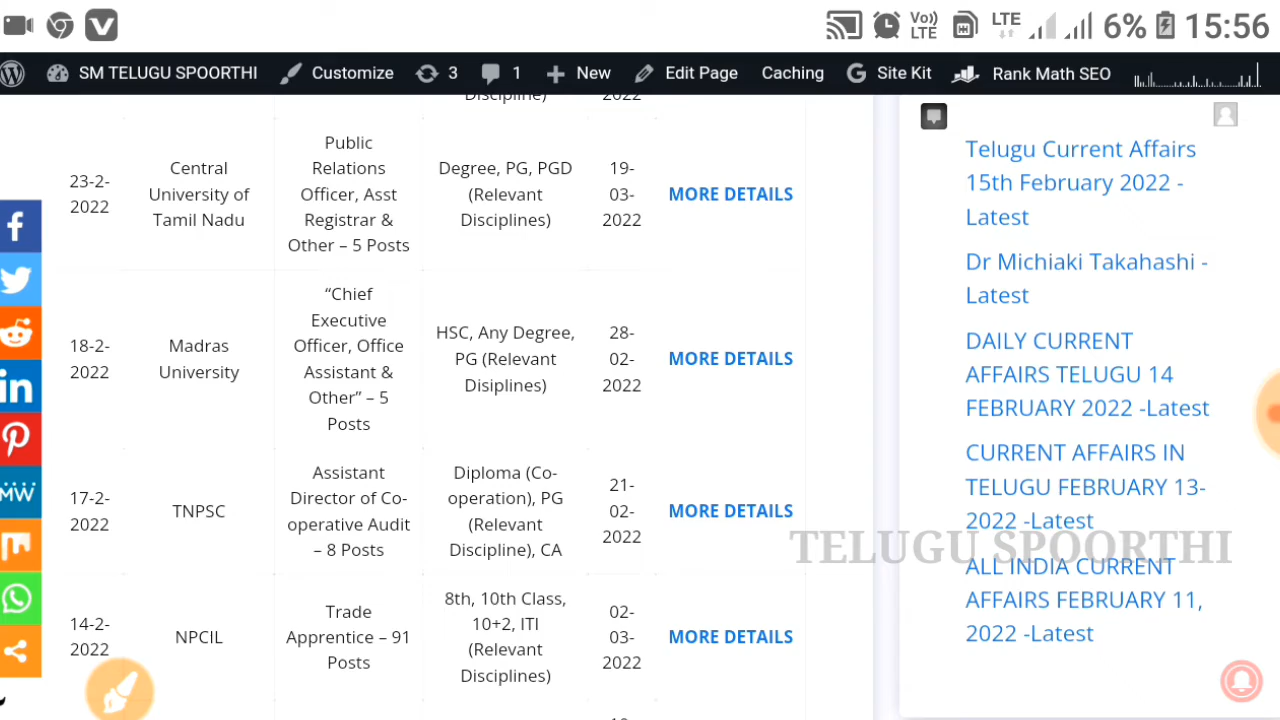 Vo)) LTE LTE 6% 15:56
SM TELUGU SPOORTHI Customize 3 1 New Edit Page Caching Site Kit Rank Math SEO
Discipline)
2022
23-2-
2022
Central
University of
Tamil Nadu
Public
Relations
Officer, Asst
Registrar &
Other – 5 Posts
Degree, PG, PGD
(Relevant
Disciplines)
19-
03-
2022
MORE DETAILS
18-2-
2022
Madras
University
“Chief
Executive
Officer, Office
Assistant &
Other” – 5
Posts
HSC, Any Degree,
PG (Relevant
Disiplines)
28-
02-
2022
MORE DETAILS
17-2-
2022
TNPSC
Assistant
Director of Co-
operative Audit
– 8 Posts
Diploma (Co-
operation), PG
(Relevant
Discipline), CA
21-
02-
2022
MORE DETAILS
14-2-
2022
NPCIL
Trade
Apprentice – 91
Posts
8th, 10th Class,
10+2, ITI
(Relevant
Disciplines)
02-
03-
2022
MORE DETAILS
Telugu Current Affairs
15th February 2022 -
Latest
Dr Michiaki Takahashi -
Latest
DAILY CURRENT
AFFAIRS TELUGU 14
FEBRUARY 2022 -Latest
CURRENT AFFAIRS IN
TELUGU FEBRUARY 13-
2022 -Latest
TELUGU SPOORTHI
ALL INDIA CURRENT
AFFAIRS FEBRUARY 11,
2022 -Latest